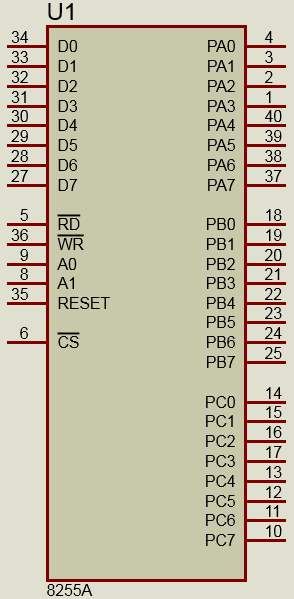 U1
34 D0 PA0 4
33 D1 PA1 3
32 D2 PA2 2
31 D3 PA3 1
30 D4 PA4 40
29 D5 PA5 39
28 D6 PA6 38
27 D7 PA7 37
5 RD PB0 18
36 WR PB1 19
9 A0 PB2 20
8 A1 PB3 21
35 RESET PB4 22
PB5 23
6 CS PB6 24
PB7 25
PC0 14
PC1 15
PC2 16
PC3 17
PC4 13
PC5 12
PC6 11
PC7 10
8255A